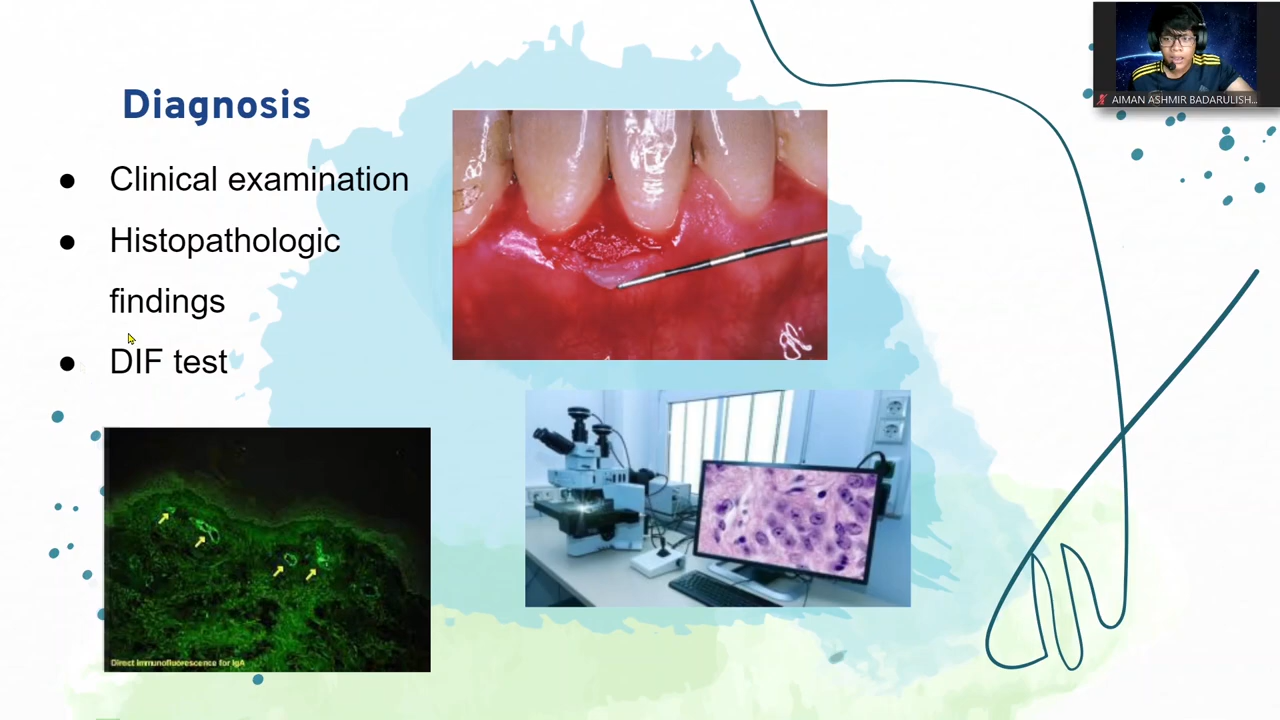 Diagnosis
● Clinical examination
● Histopathologic
findings
● DIF test
Direct Immunofluorescence for IgA
AIMAN ASHMIR BADARULISH...